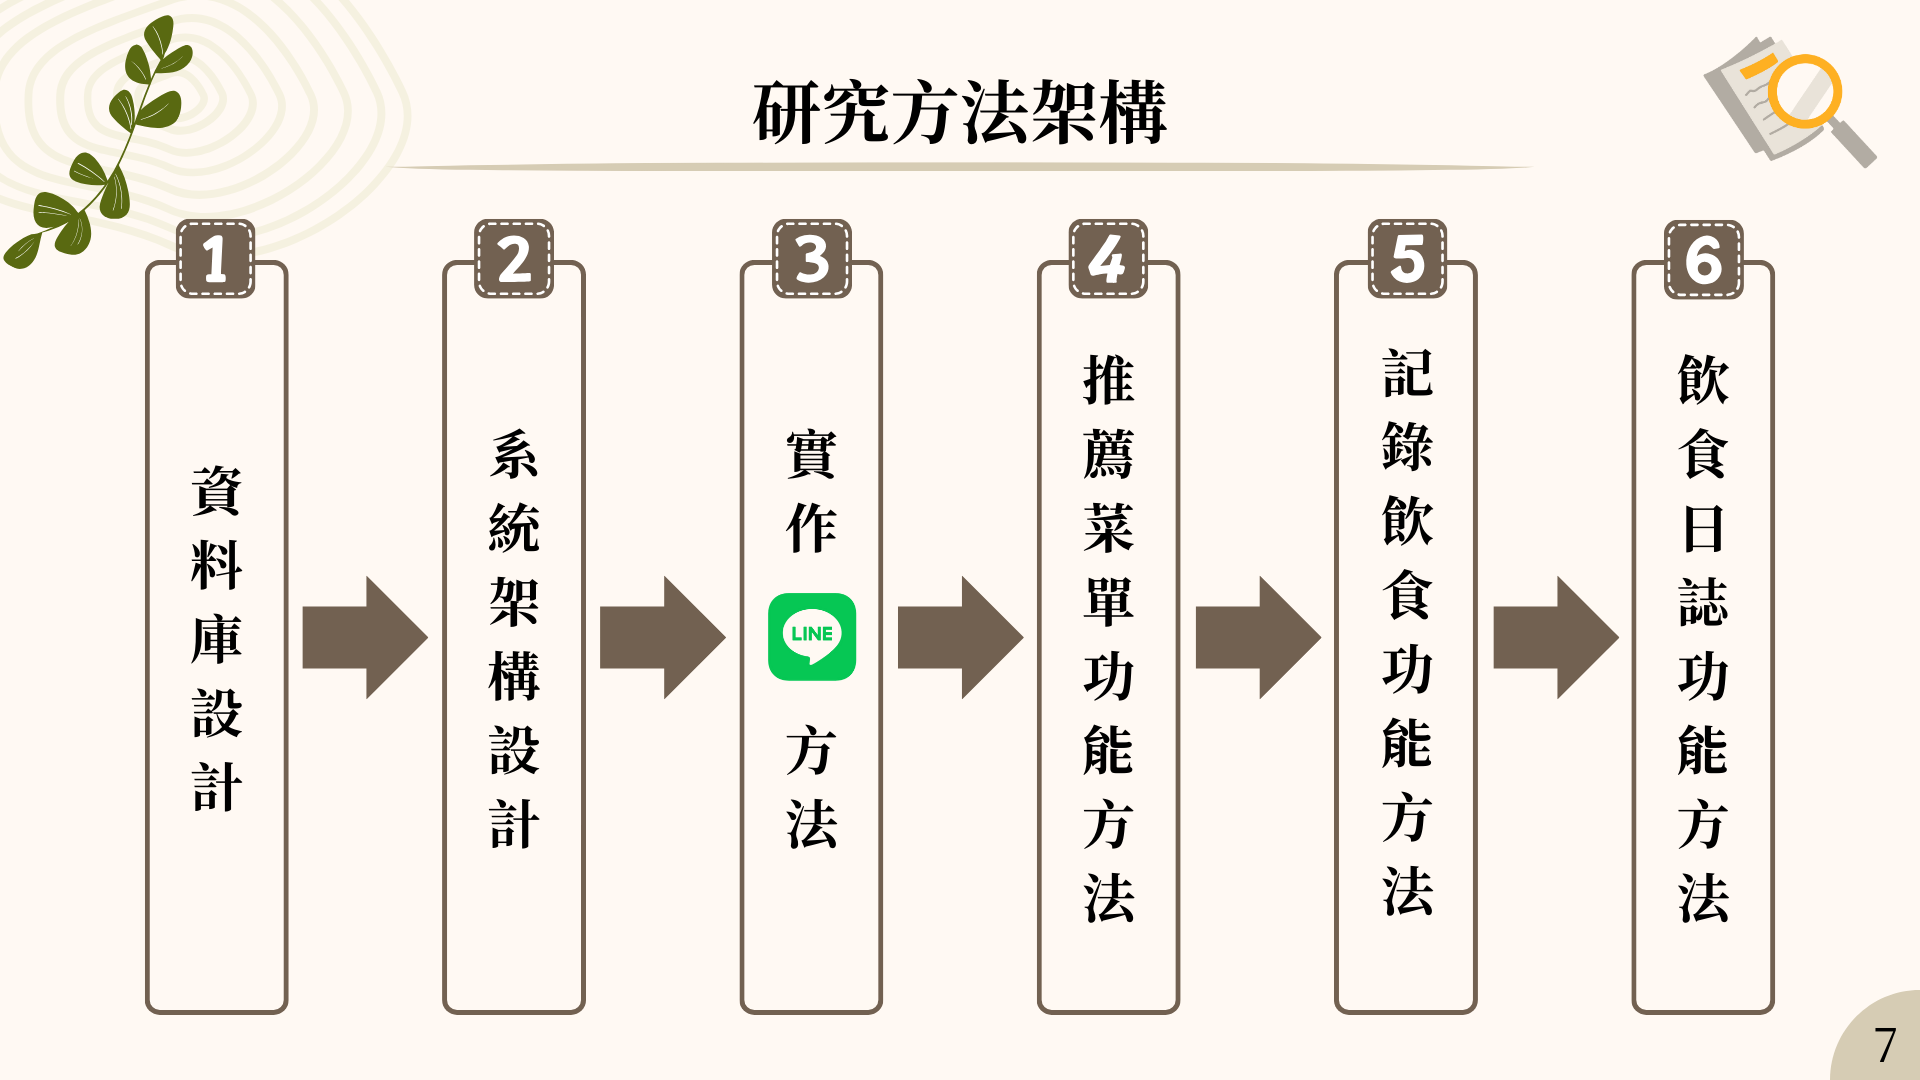 研究方法架構
1
資料庫設計
2
系統架構設計
3
實作
LINE
方法
4
推薦菜單功能方法
5
記錄飲食功能方法
6
飲食日誌功能方法
7